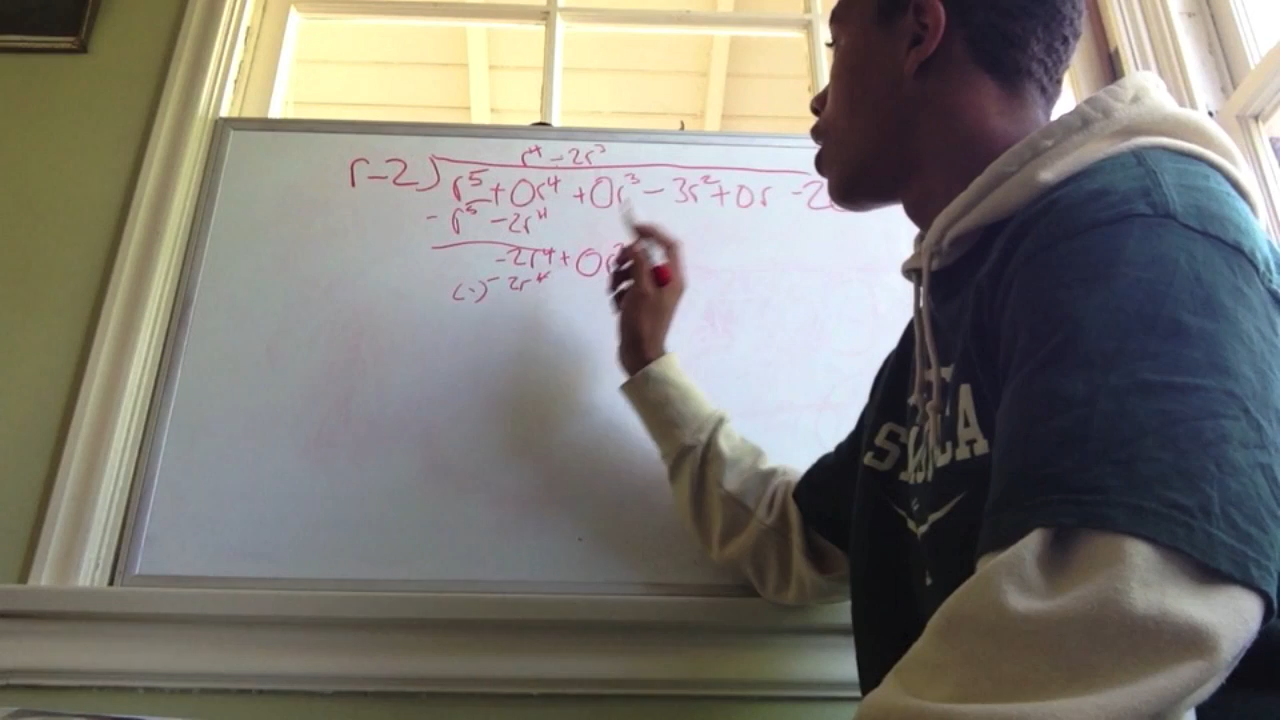 r⁴ - 2r³
r-2) r⁵ + 0r⁴ + 0r³ - 3r² + 0r - 2
- r⁵ - 2r⁴
-2r⁴ + 0r³
(-) - 2r⁴